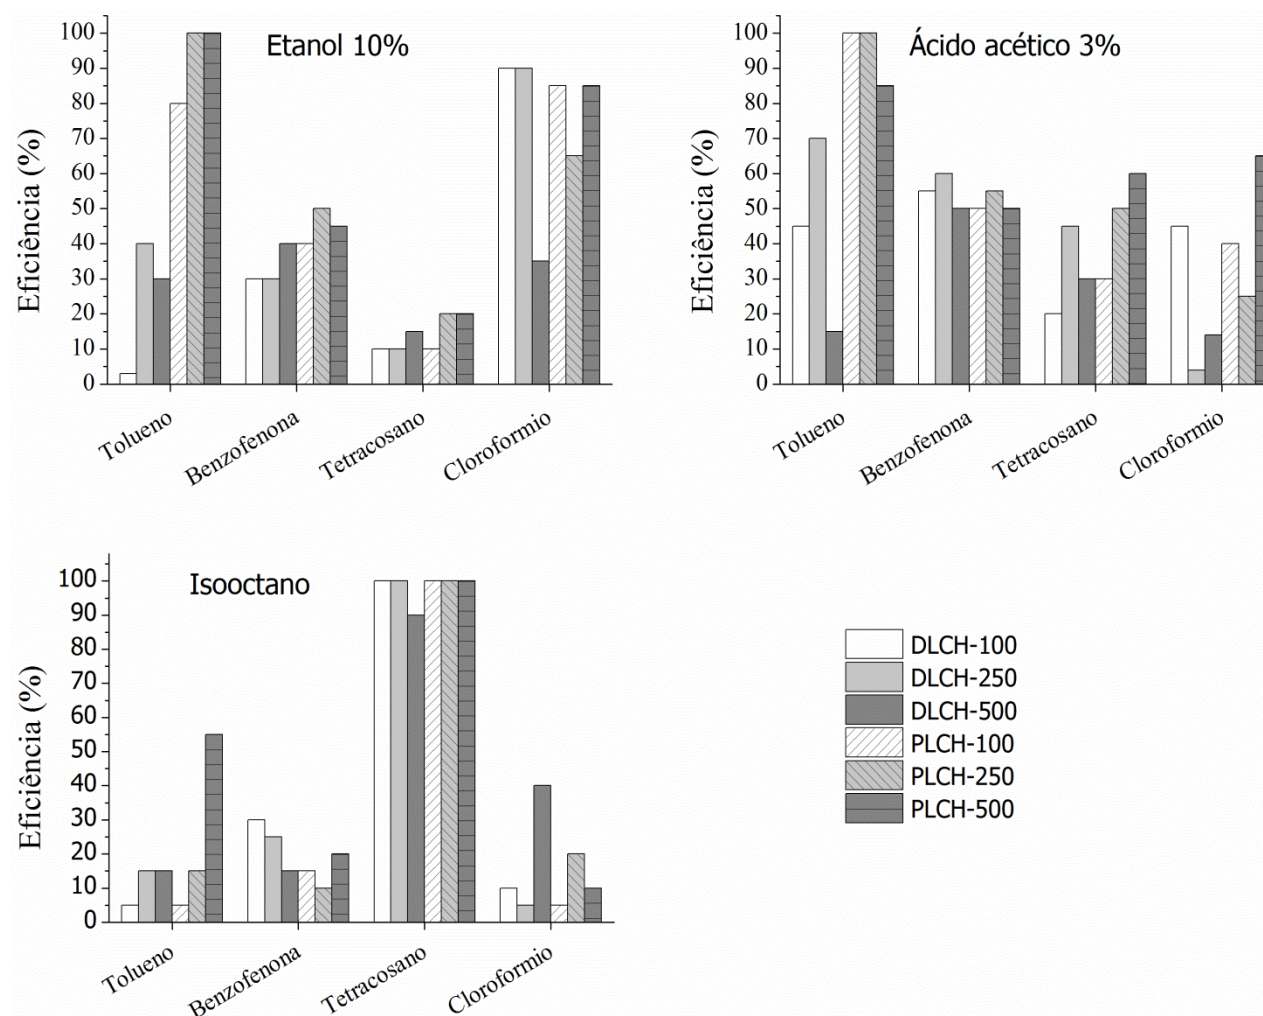 Etanol 10%
Eficiência (%)
100
90
80
70
60
50
40
30
20
10
0
Tolueno
Benzofenona
Tetracosano
Cloroformio
Ácido acético 3%
Eficiência (%)
100
90
80
70
60
50
40
30
20
10
0
Tolueno
Benzofenona
Tetracosano
Cloroformio
Isooctano
Eficiência (%)
100
90
80
70
60
50
40
30
20
10
0
Tolueno
Benzofenona
Tetracosano
Cloroformio
DLCH-100
DLCH-250
DLCH-500
PLCH-100
PLCH-250
PLCH-500